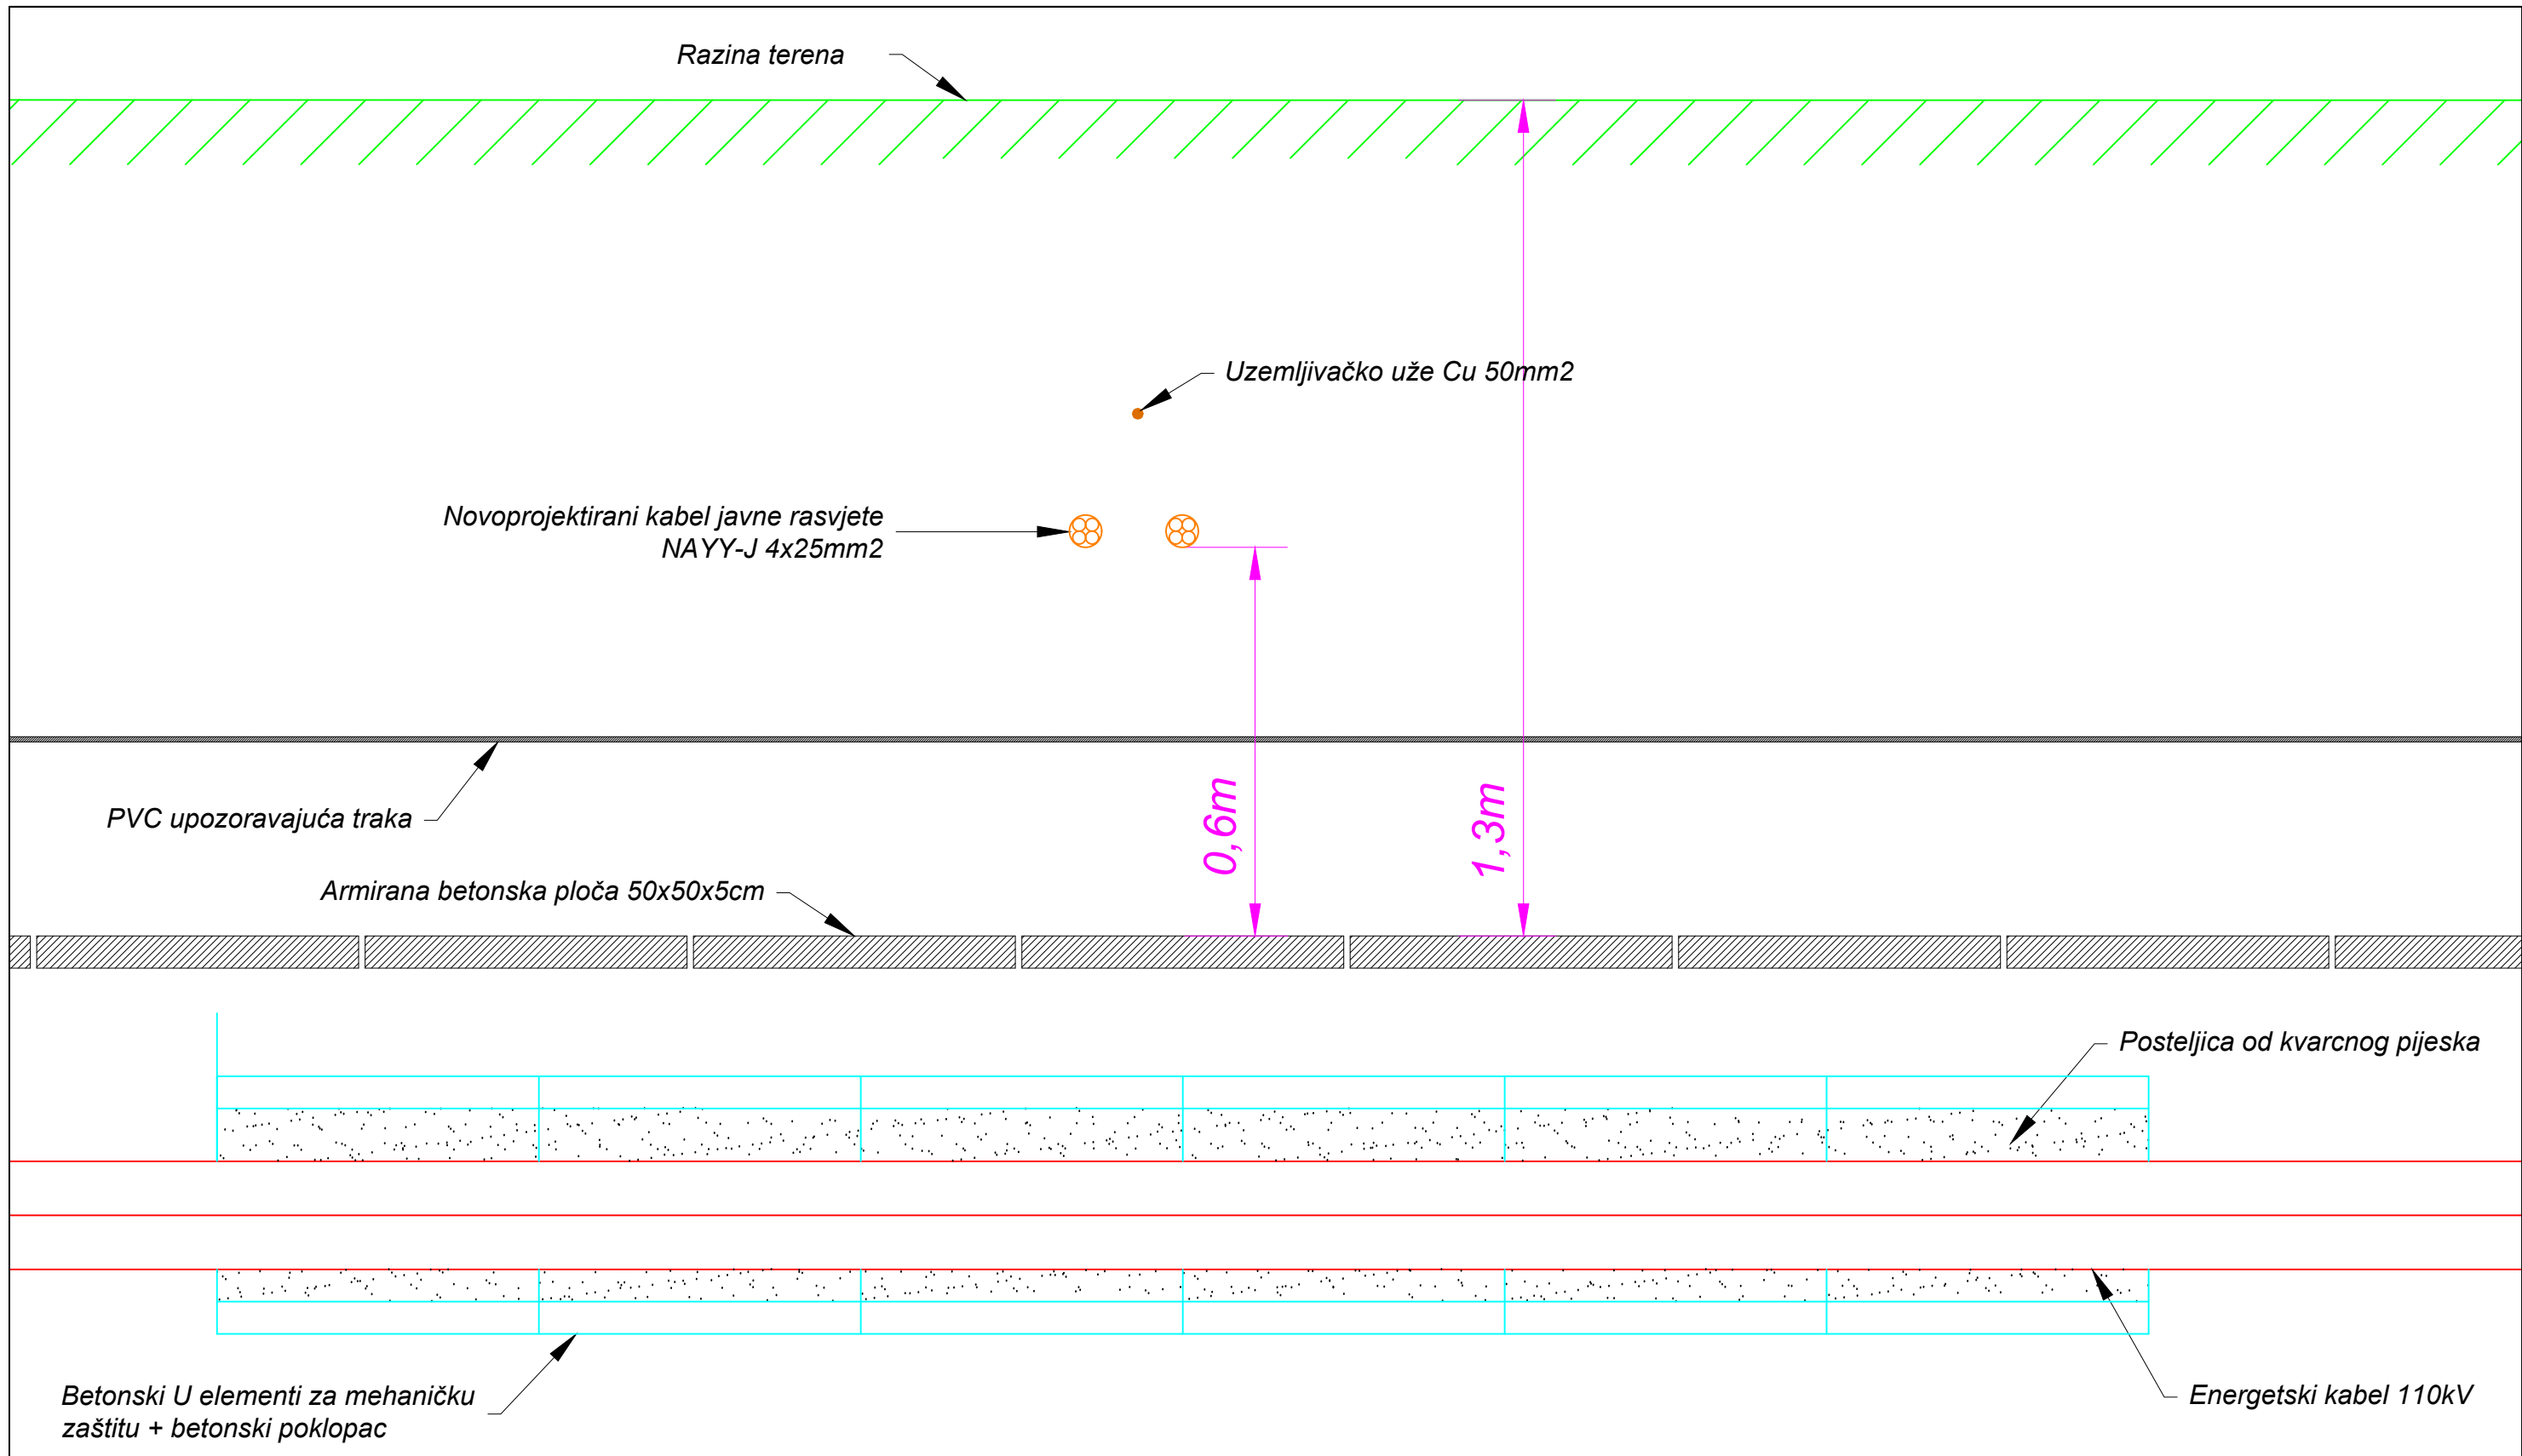 Razina terena
Uzemljivačko uže Cu 50mm2
Novoprojektirani kabel javne rasvjete
NAYY-J 4x25mm2
PVC upozoravajuća traka
0,6m
1,3m
Armirana betonska ploča 50x50x5cm
Posteljica od kvarcnog pijeska
Betonski U elementi za mehaničku
zaštitu + betonski poklopac
Energetski kabel 110kV